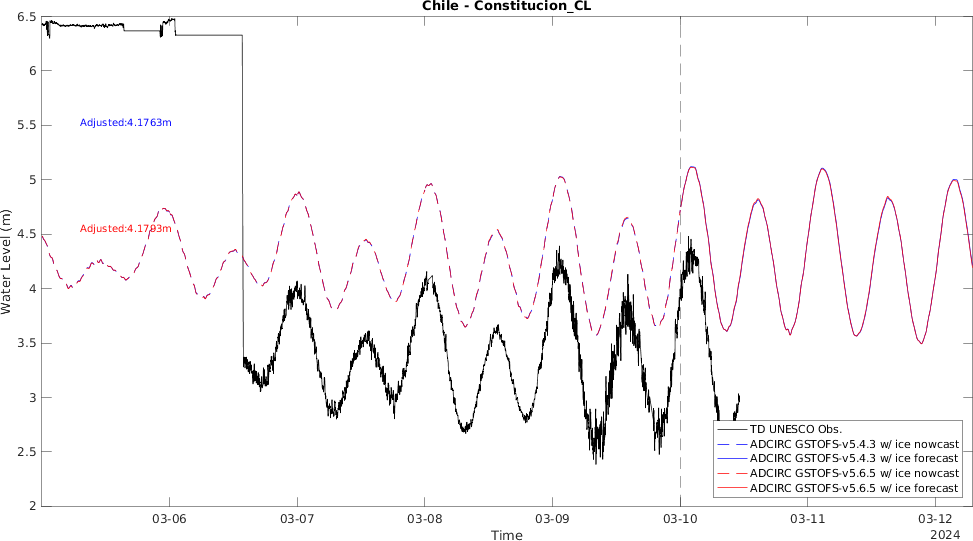 Chile - Constitucion_CL
6.5
6
5.5
5
4.5
4
3.5
3
2.5
2
Water Level (m)
Adjusted:4.1763m
Adjusted:4.1793m
TD UNESCO Obs.
ADCIRC GSTOFS-v5.4.3 w/ ice nowcast
ADCIRC GSTOFS-v5.4.3 w/ ice forecast
ADCIRC GSTOFS-v5.6.5 w/ ice nowcast
ADCIRC GSTOFS-v5.6.5 w/ ice forecast
03-06 03-07 03-08 03-09 03-10 03-11 03-12
Time
2024